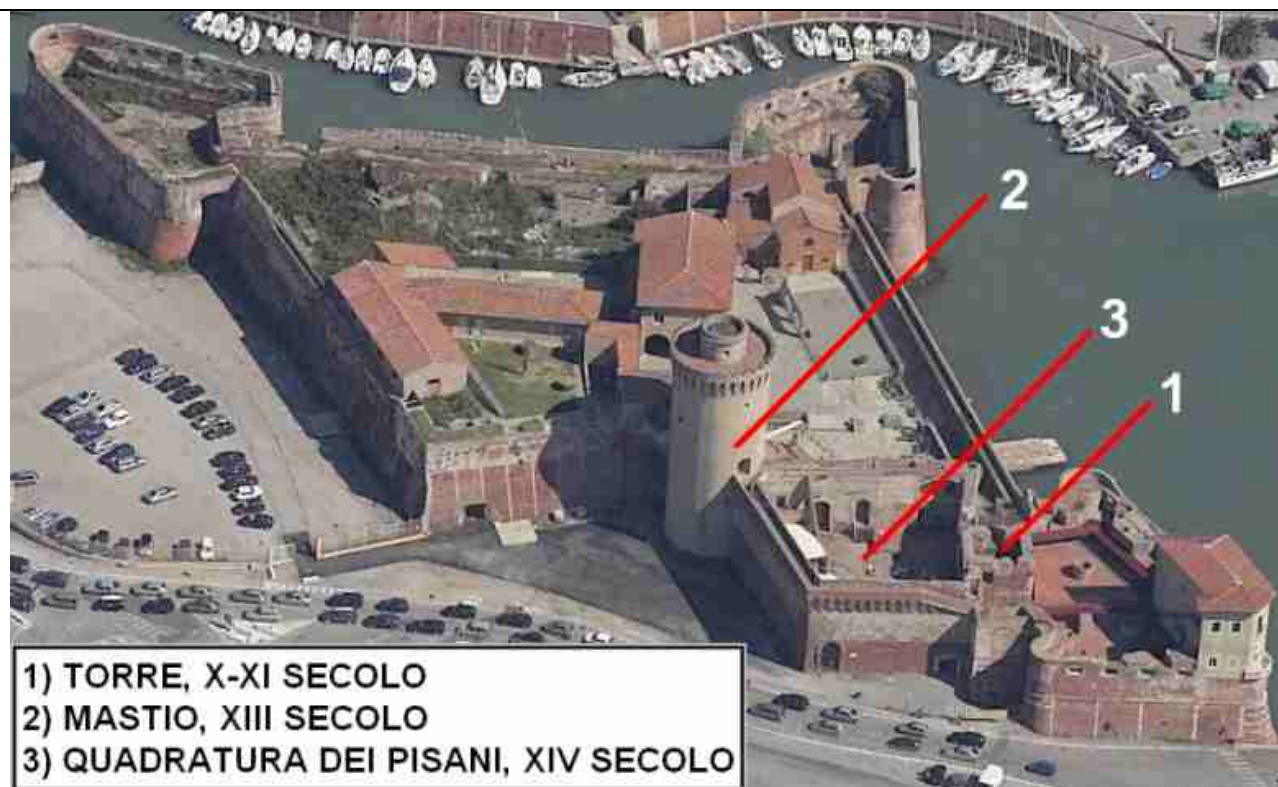 2
3
1
1) TORRE, X-XI SECOLO
2) MASTIO, XIII SECOLO
3) QUADRATURA DEI PISANI, XIV SECOLO